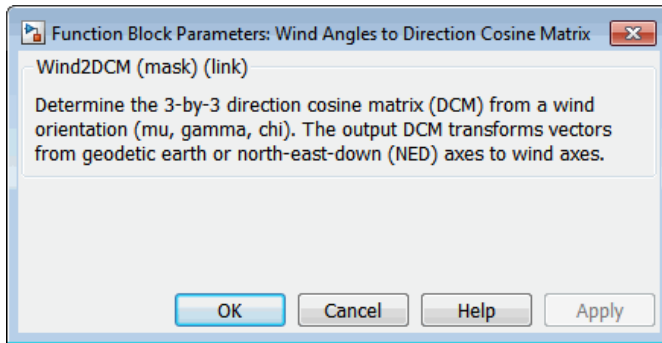 Function Block Parameters: Wind Angles to Direction Cosine Matrix
Wind2DCM (mask) (link)
Determine the 3-by-3 direction cosine matrix (DCM) from a wind
orientation (mu, gamma, chi). The output DCM transforms vectors
from geodetic earth or north-east-down (NED) axes to wind axes.
OK Cancel Help Apply